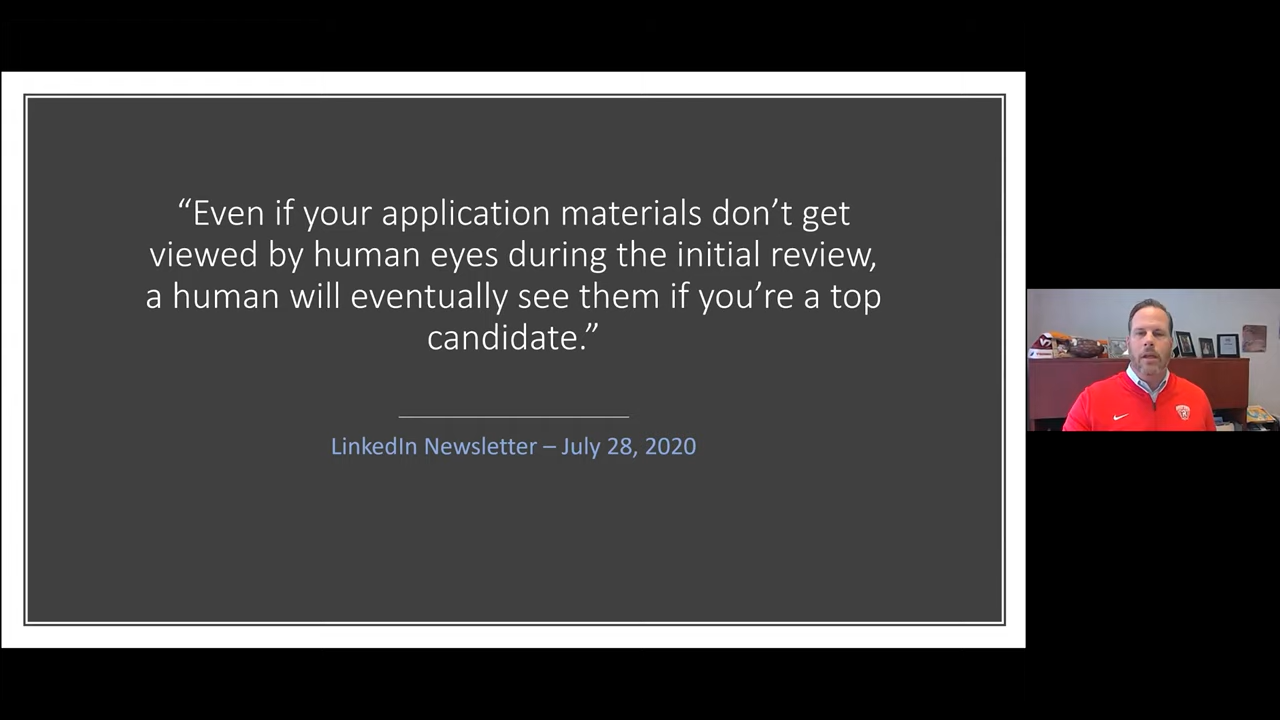 “Even if your application materials don’t get
viewed by human eyes during the initial review,
a human will eventually see them if you’re a top
candidate.”
LinkedIn Newsletter – July 28, 2020